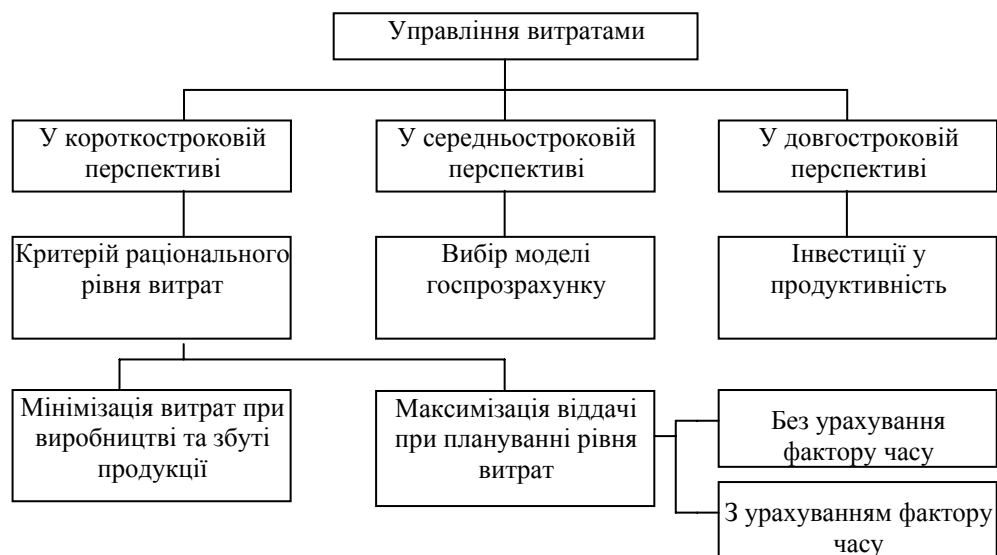 Управління витратами
У короткостроковій
перспективі
У середньостроковій
перспективі
У довгостроковій
перспективі
Критерій раціонального
рівня витрат
Вибір моделі
госпрозрахунку
Інвестиції у
продуктивність
Мінімізація витрат при
виробництві та збуті
продукції
Максимізація віддачі
при плануванні рівня
витрат
Без урахування
фактору часу
З урахуванням фактору
часу